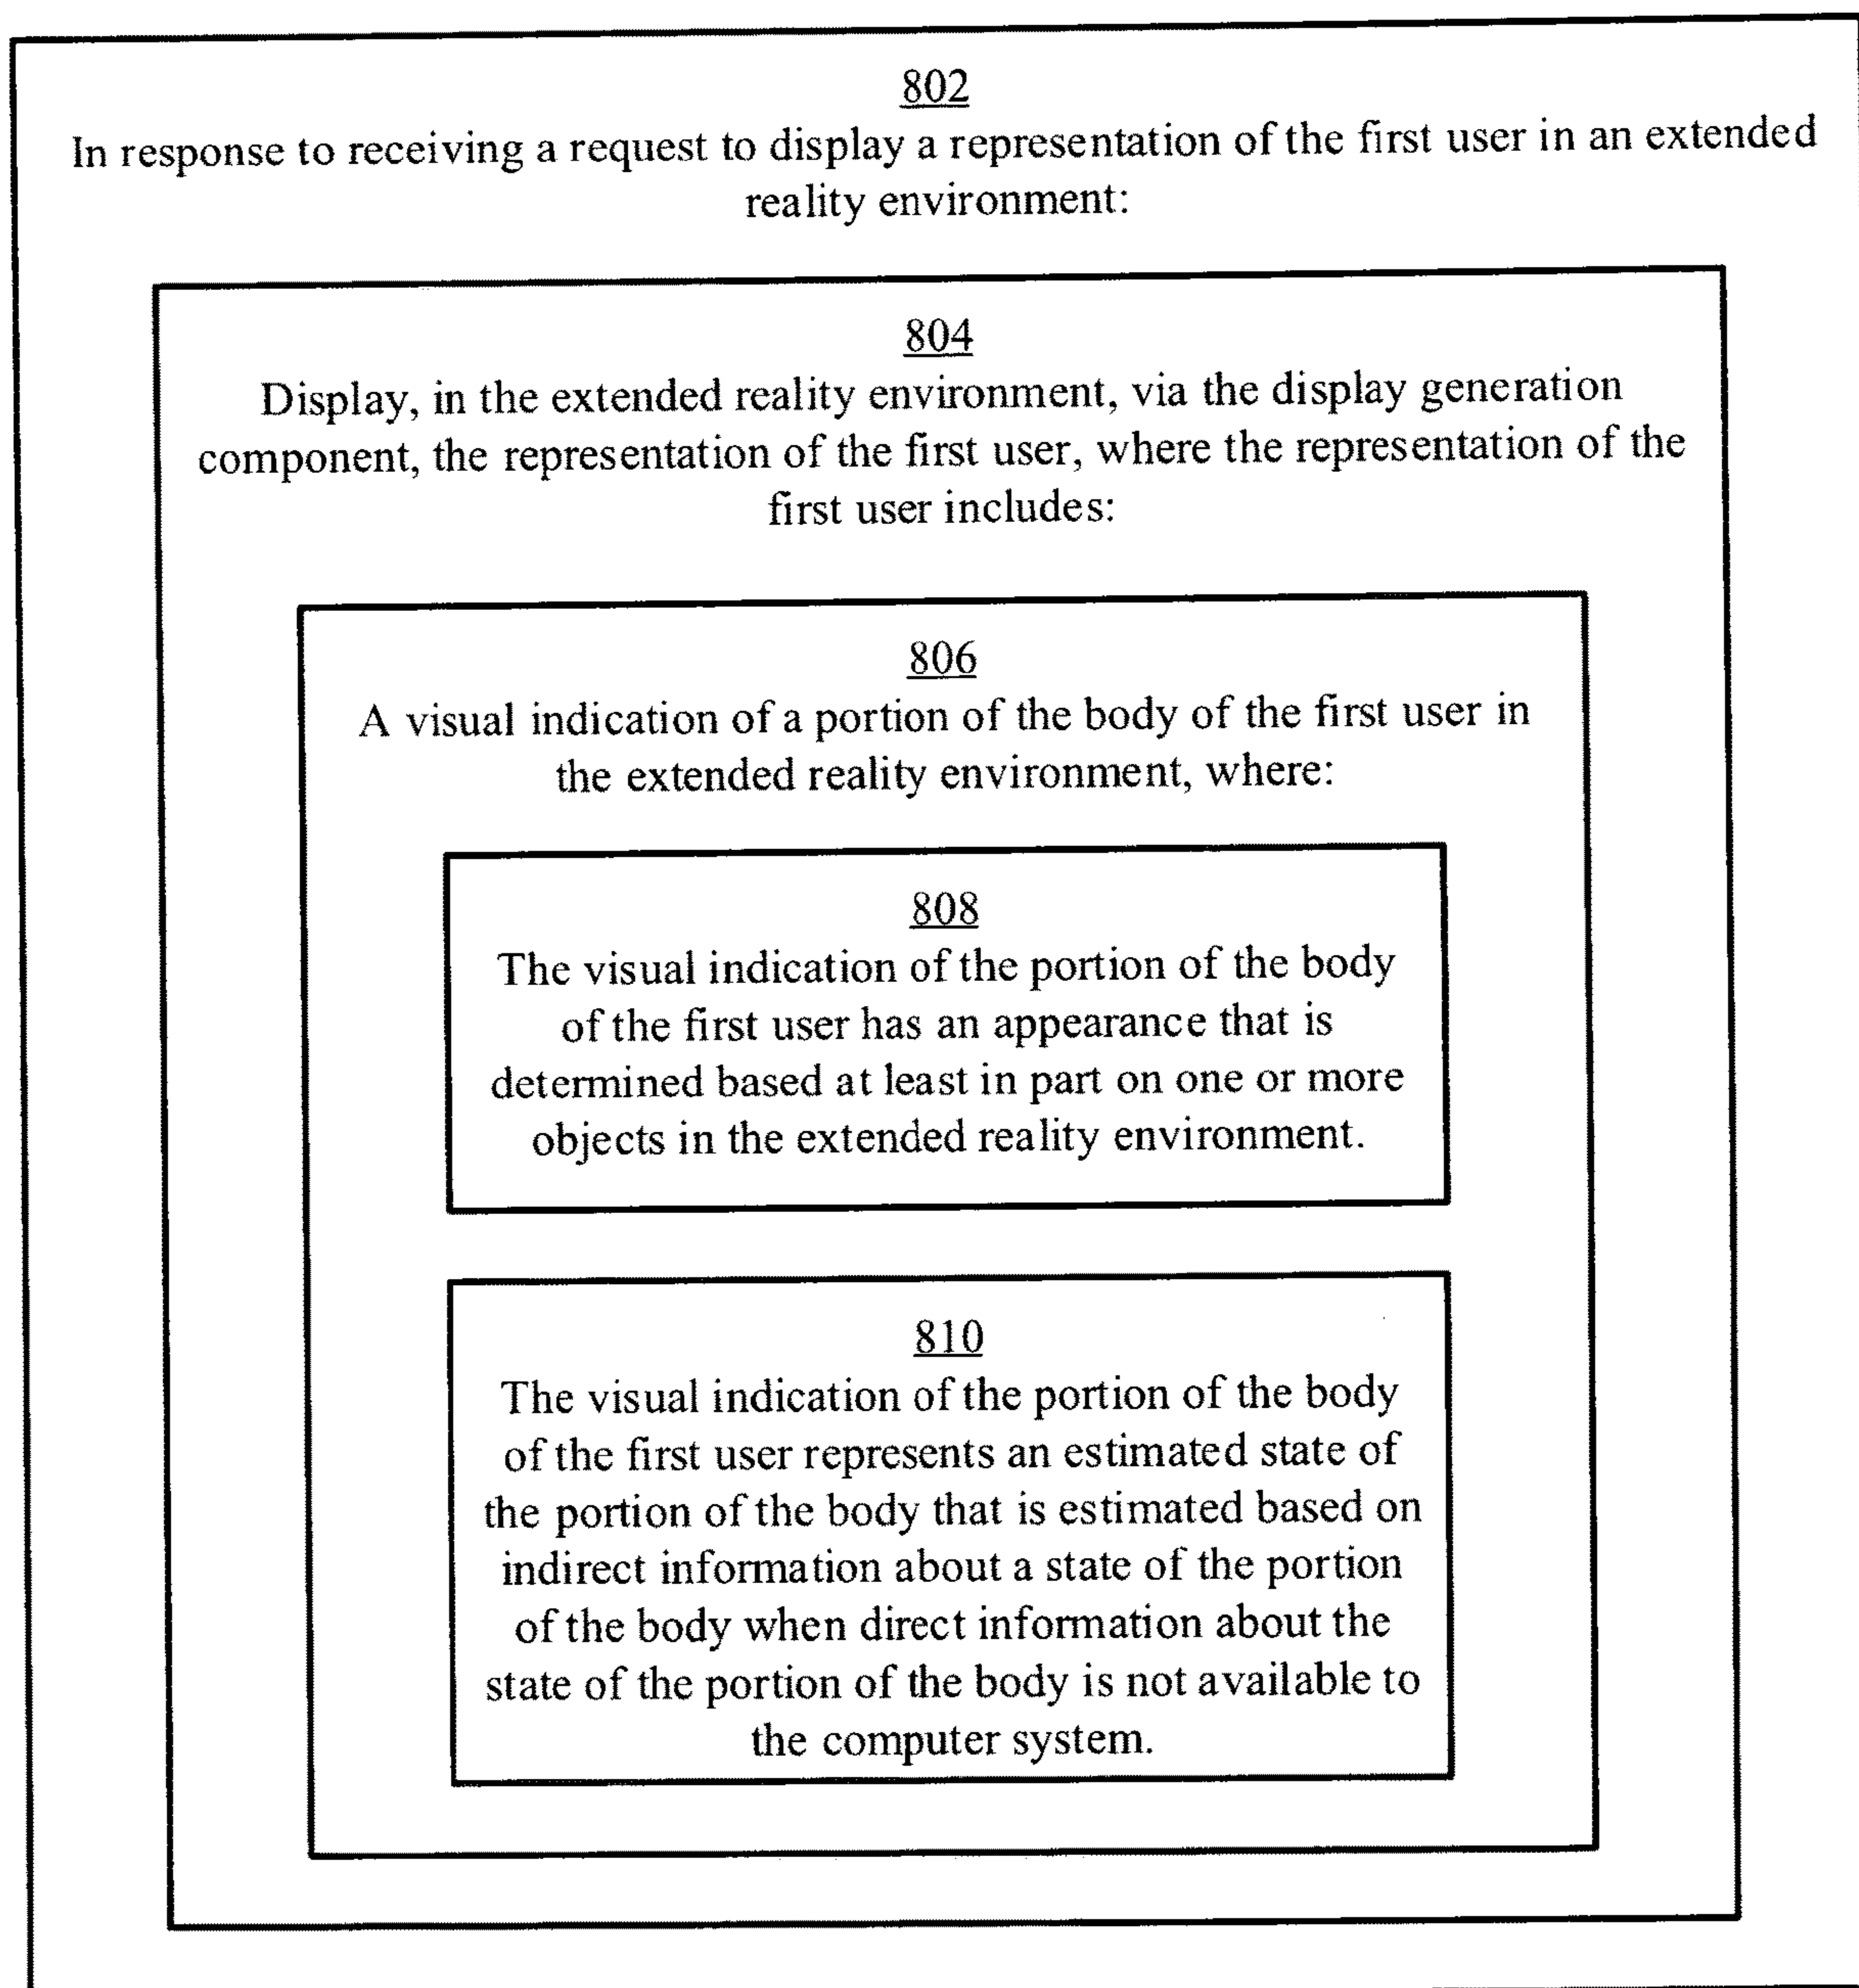 802
In response to receiving a request to display a representation of the first user in an extended
reality environment:
804
Display, in the extended reality environment, via the display generation
component, the representation of the first user, where the representation of the
first user includes:
806
A visual indication of a portion of the body of the first user in
the extended reality environment, where:
808
The visual indication of the portion of the body
of the first user has an appearance that is
determined based at least in part on one or more
objects in the extended reality environment.
810
The visual indication of the portion of the body
of the first user represents an estimated state of
the portion of the body that is estimated based on
indirect information about a state of the portion
of the body when direct information about the
state of the portion of the body is not available to
the computer system.